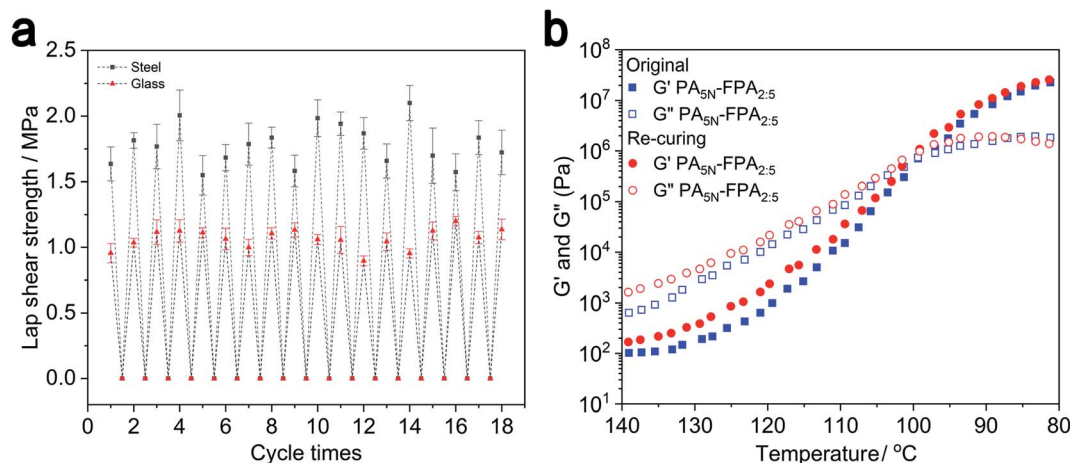 a
2.5
2.0
1.5
1.0
0.5
0.0
Lap shear strength / MPa
Steel
Glass
0 2 4 6 8 10 12 14 16 18
Cycle times
b
10⁸
10⁷
10⁶
10⁵
10⁴
10³
10²
10¹
G' and G" (Pa)
Original
G' PA₅ₙ-FPA₂:₅
G" PA₅ₙ-FPA₂:₅
Re-curing
G' PA₅ₙ-FPA₂:₅
G" PA₅ₙ-FPA₂:₅
140 130 120 110 100 90 80
Temperature/ °C